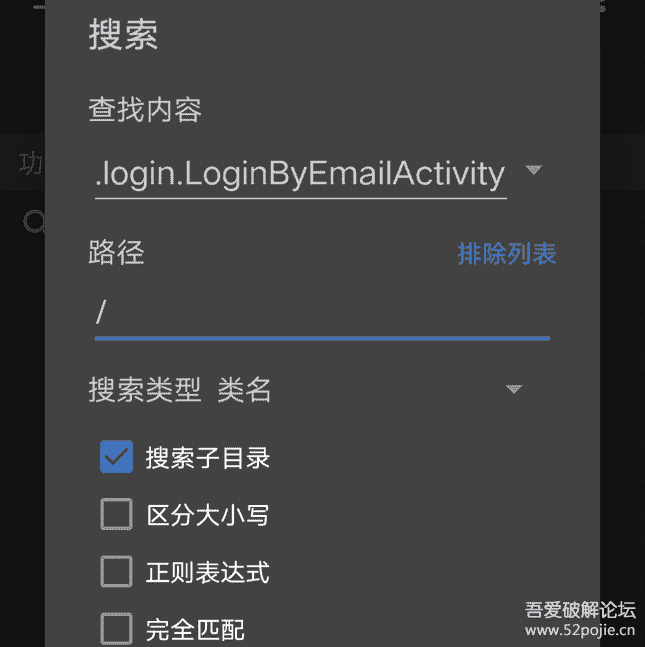 搜索
查找内容
.login.LoginByEmailActivity
功
路径 排除列表
/
搜索类型 类名
搜索子目录
区分大小写
正则表达式
完全匹配
吾爱破解论坛
www.52pojie.cn